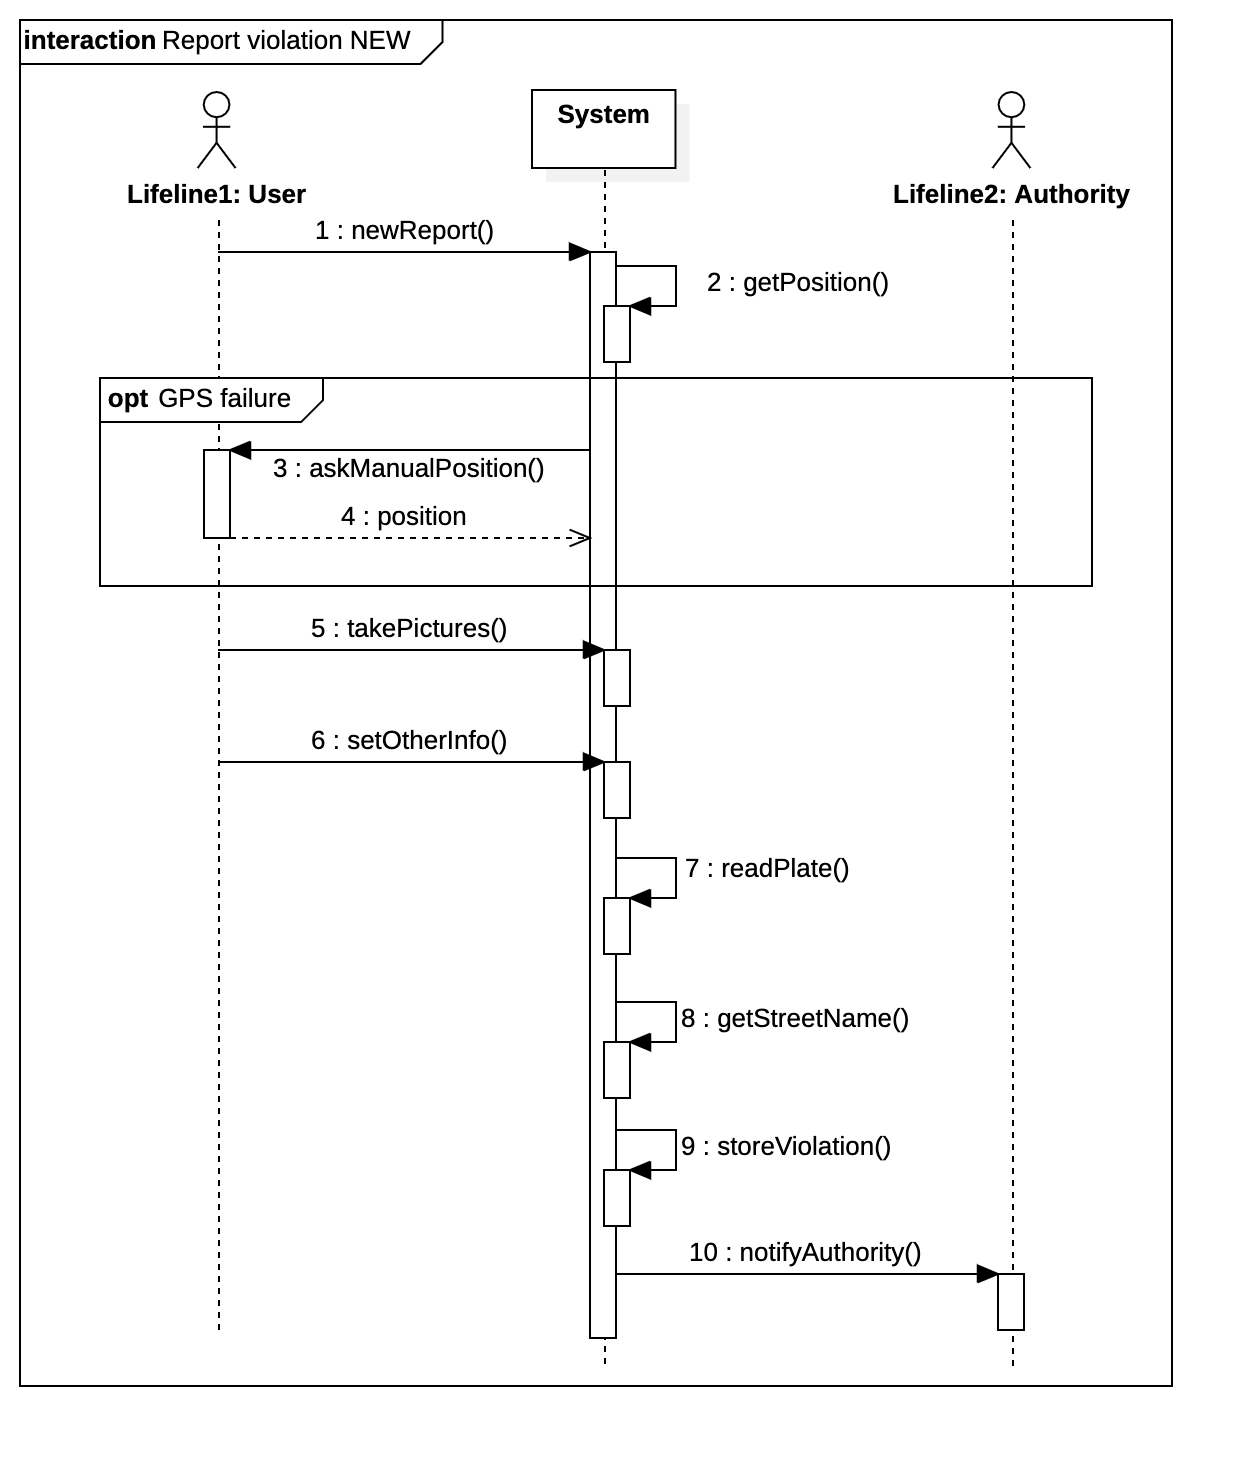 interaction Report violation NEW
System
Lifeline1: User
Lifeline2: Authority
1 : newReport()
2 : getPosition()
opt GPS failure
3 : askManualPosition()
4 : position
5 : takePictures()
6 : setOtherInfo()
7 : readPlate()
8 : getStreetName()
9 : storeViolation()
10 : notifyAuthority()